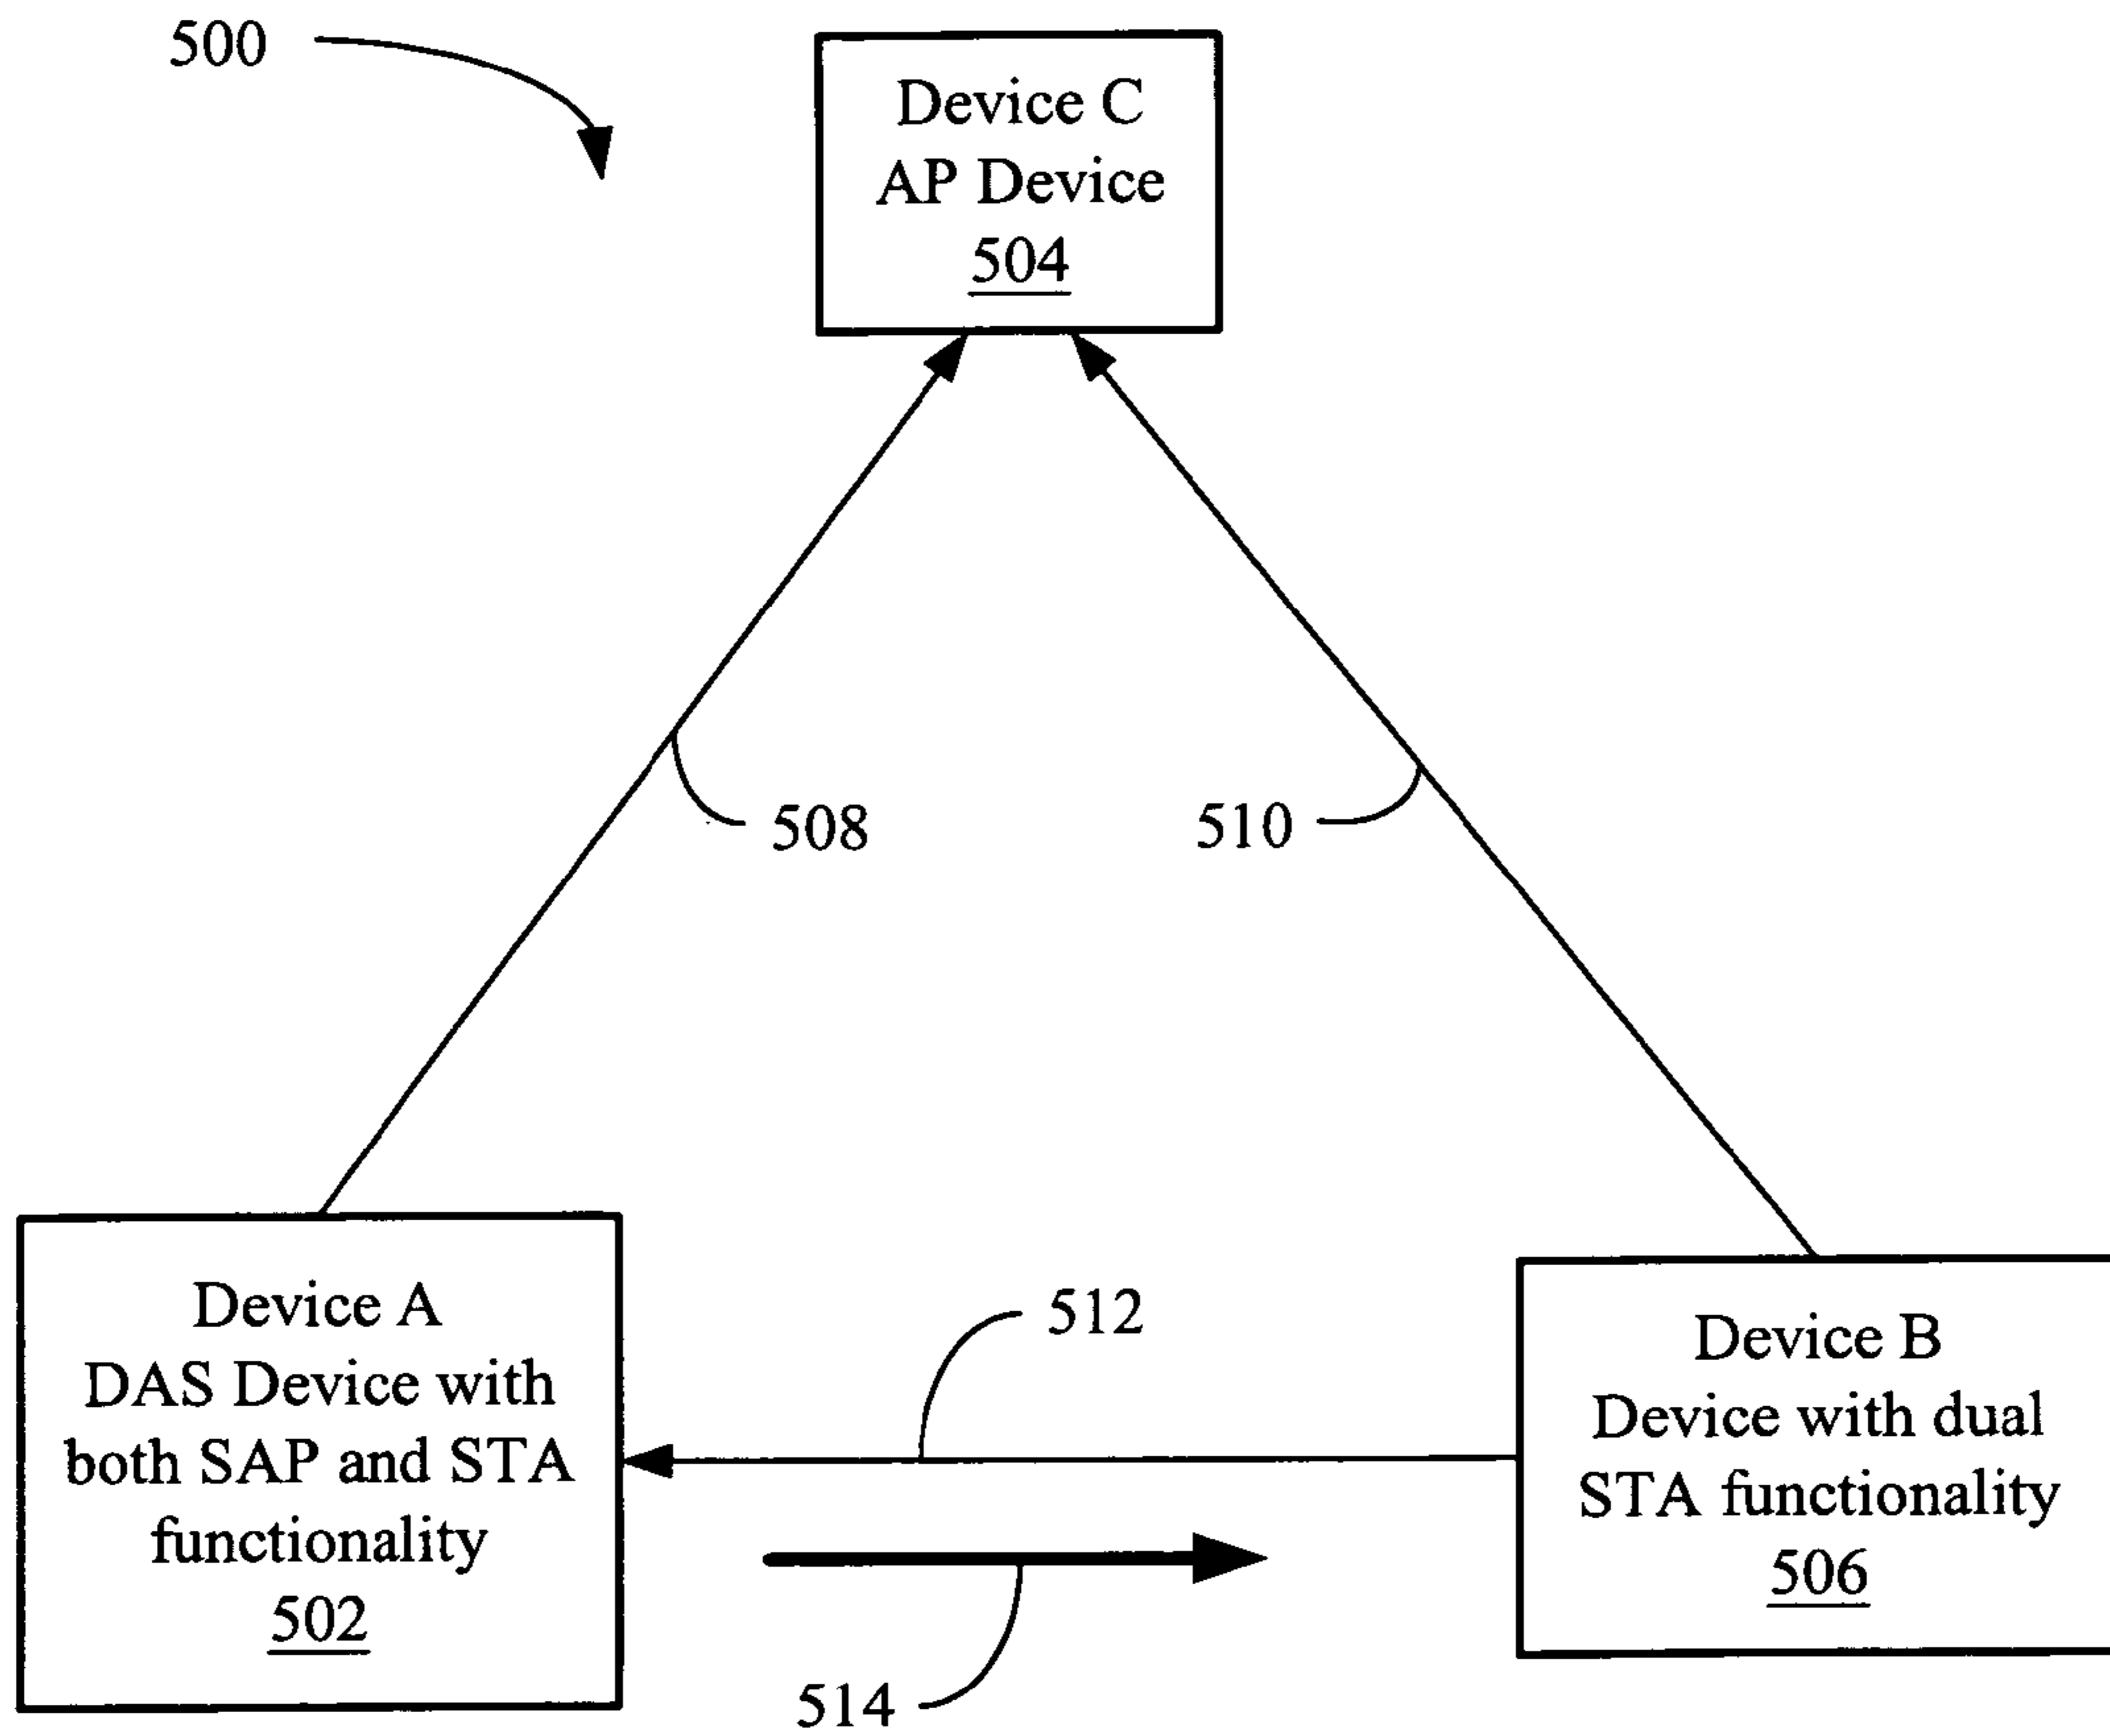 500
Device C
AP Device
504
508
510
Device A
DAS Device with
both SAP and STA
functionality
502
512
514
Device B
Device with dual
STA functionality
506